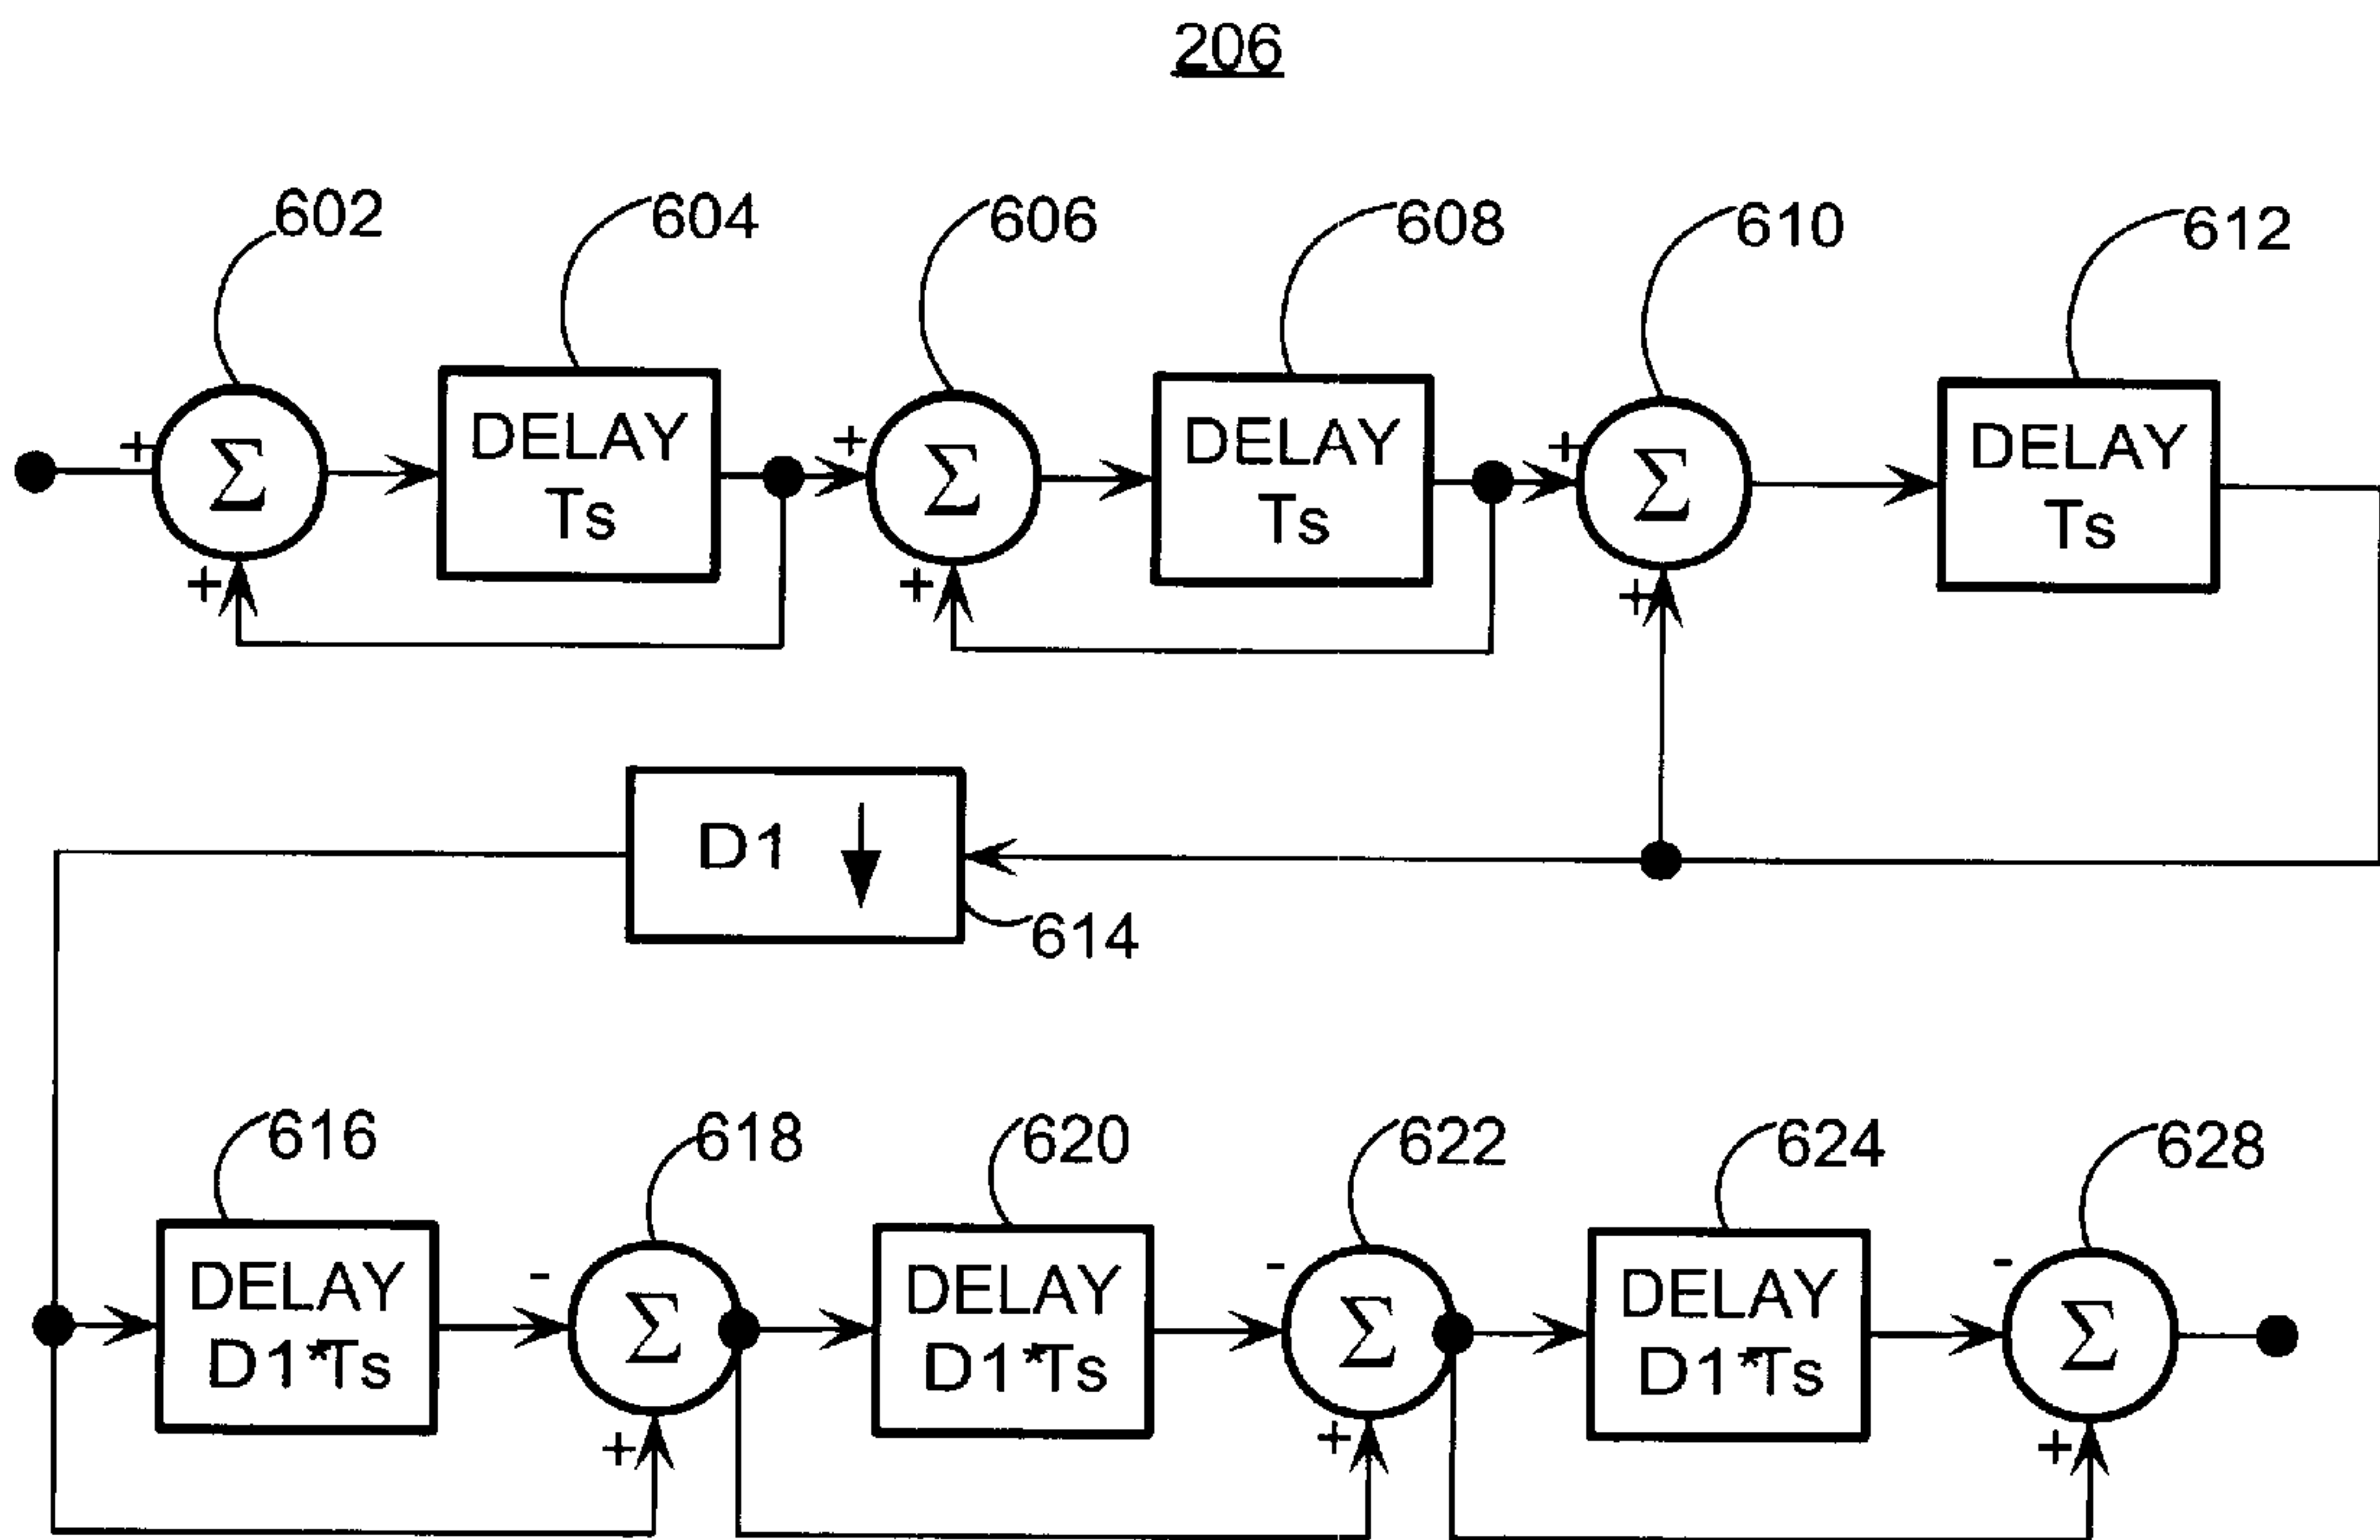 206
602 604 606 608 610 612
+ Σ DELAY Ts + Σ DELAY Ts + Σ DELAY Ts
+ + +
D1
614
616 618 620 622 624 628
DELAY D1*Ts - Σ DELAY D1*Ts - Σ DELAY D1*Ts - Σ
+ + +